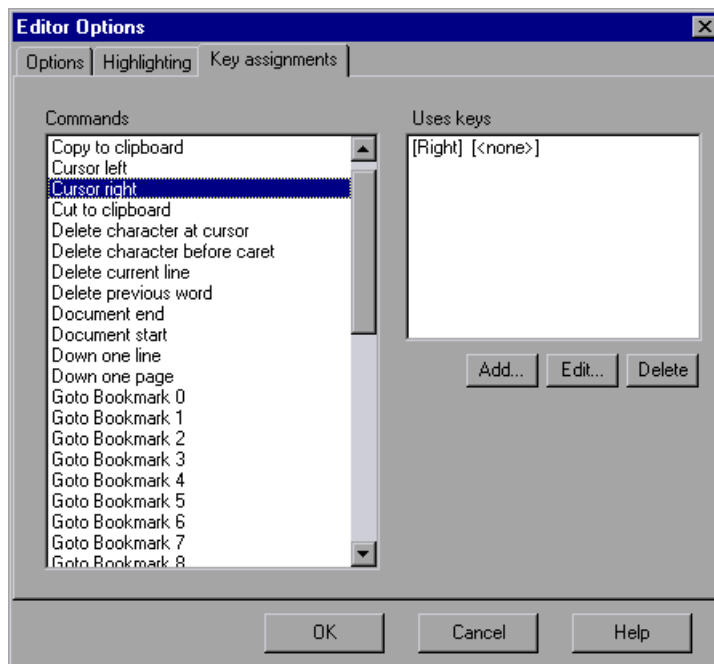 Editor Options
Options Highlighting Key assignments
Commands
Copy to clipboard
Cursor left
Cursor right
Cut to clipboard
Delete character at cursor
Delete character before caret
Delete current line
Delete previous word
Document end
Document start
Down one line
Down one page
Goto Bookmark 0
Goto Bookmark 1
Goto Bookmark 2
Goto Bookmark 3
Goto Bookmark 4
Goto Bookmark 5
Goto Bookmark 6
Goto Bookmark 7
Goto Bookmark 8
Uses keys
[Right] [<none>]
Add... Edit... Delete
OK Cancel Help